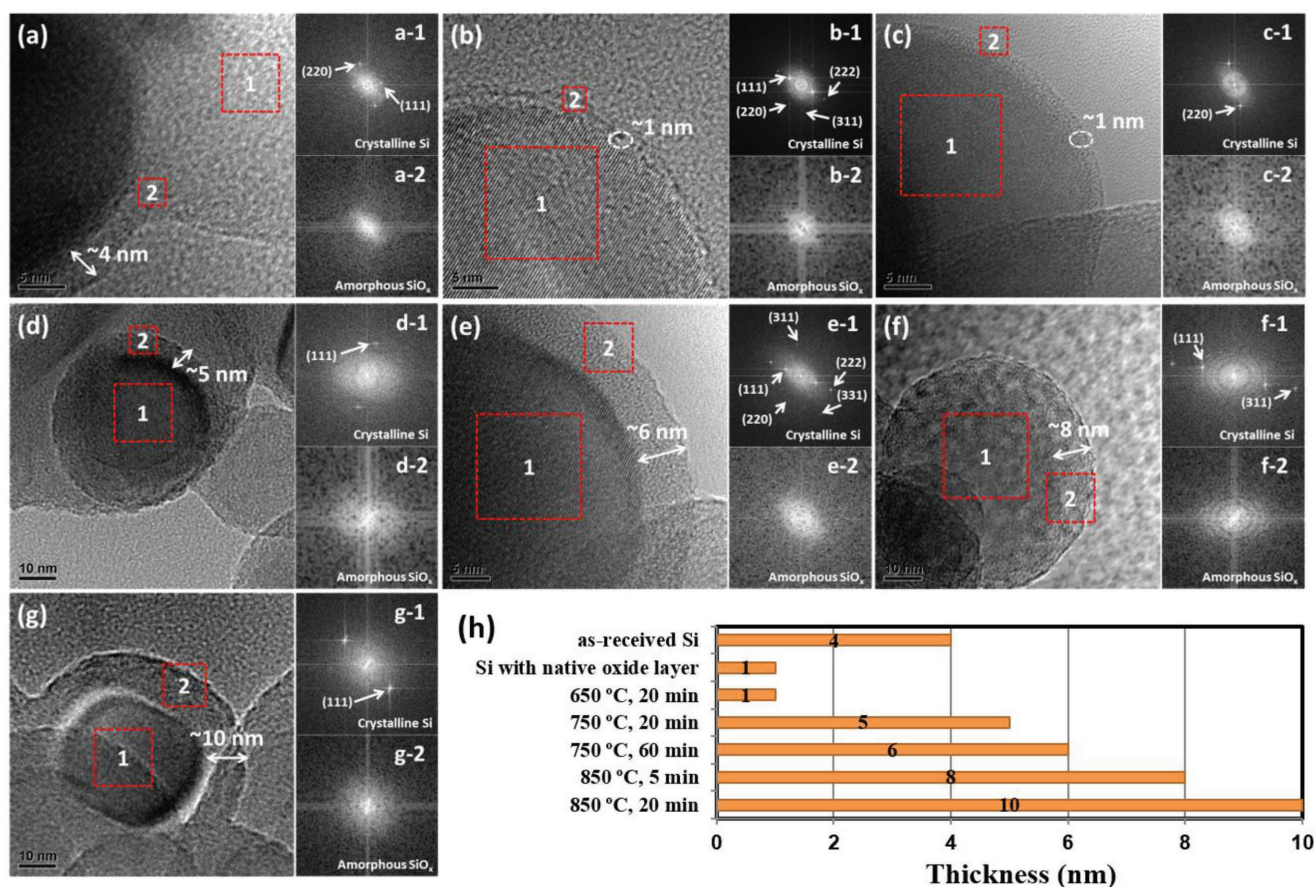 (a)
1
2
~4 nm
5 nm
a-1
(220)
(111)
Crystalline Si
a-2
Amorphous SiOₓ
(b)
2
~1 nm
1
5 nm
b-1
(111)
(222)
(220)
(311)
Crystalline Si
b-2
Amorphous SiOₓ
(c)
2
~1 nm
1
5 nm
c-1
(220)
Crystalline Si
c-2
Amorphous SiOₓ
(d)
2
~5 nm
1
10 nm
d-1
(111)
Crystalline Si
d-2
Amorphous SiOₓ
(e)
2
~6 nm
1
5 nm
(311)
e-1
(111)
(222)
(220)
(331)
Crystalline Si
e-2
Amorphous SiOₓ
(f)
1
~8 nm
2
10 nm
f-1
(111)
(311)
Crystalline Si
f-2
Amorphous SiOₓ
(g)
2
~10 nm
1
10 nm
g-1
(111)
Crystalline Si
g-2
Amorphous SiOₓ
(h)
as-received Si 4
Si with native oxide layer 1
650 °C, 20 min 1
750 °C, 20 min 5
750 °C, 60 min 6
850 °C, 5 min 8
850 °C, 20 min 10
0 2 4 6 8 10
Thickness (nm)